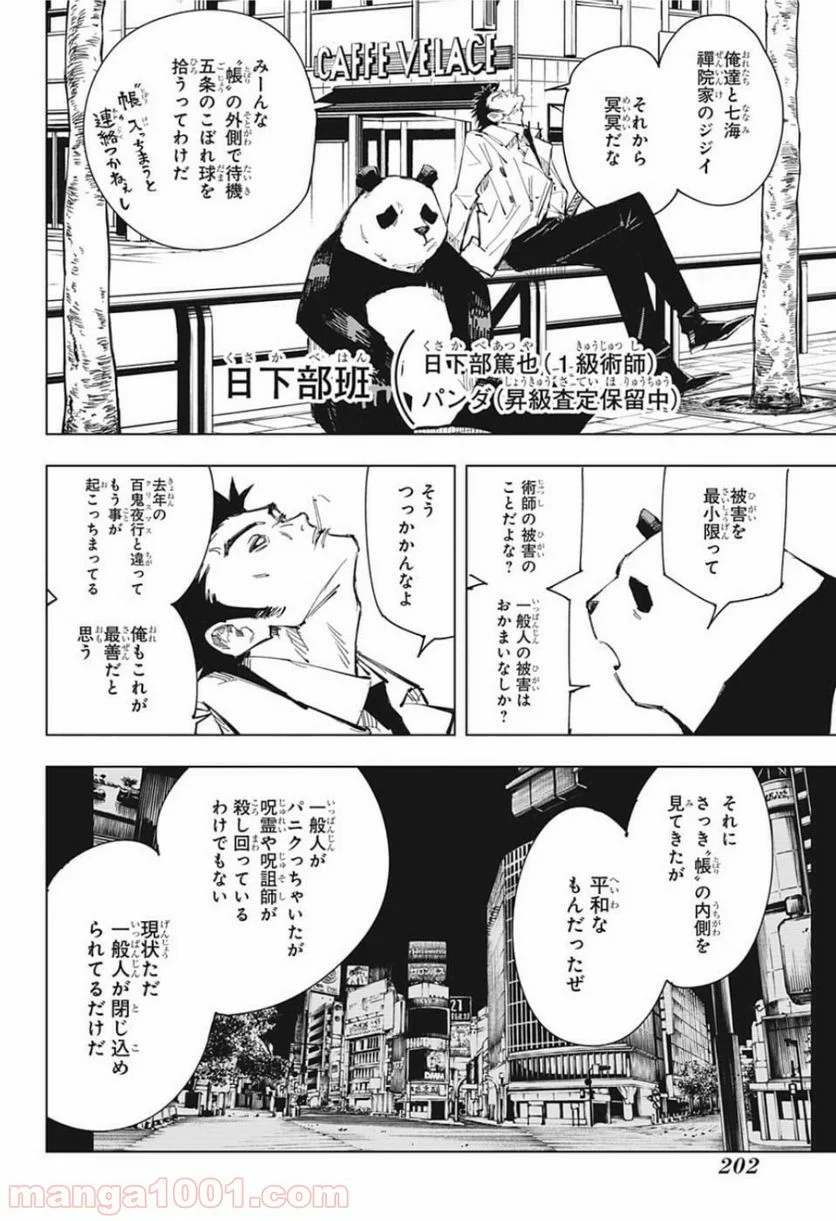 CAFFE VELACE
俺達と七海
禪院家のジジイ
それから
冥冥だな
みーんな
〝帳〟の外側で待機
五条のこぼれ球を
拾うってわけだ
〝帳〟入っちまうと
連絡つかねぇし
日下部班
日下部篤也(1級術師)
パンダ(昇級査定保留中)
被害を
最小限って
術師の被害の
ことだよな?
一般人の被害は
おかまいなしか?
そう
つっかかんなよ
去年の
百鬼夜行と違って
もう事が
起こっちまってる
俺もこれが
最善だと
思う
それに
さっき〝帳〟の内側を
見てきたが
平和な
もんだったぜ
一般人が
パニクっちゃいたが
呪霊や呪詛師が
殺し回っている
わけでもない
現状ただ
一般人が閉じ込め
られてるだけだ
21
202
manga1001.com